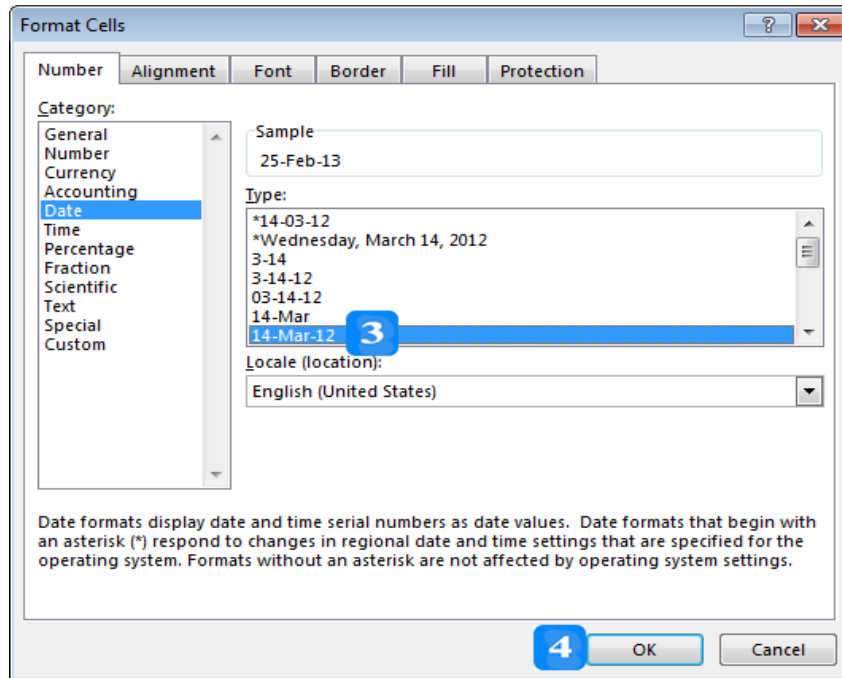 Format Cells
Number Alignment Font Border Fill Protection
Category:
General
Number
Currency
Accounting
Date
Time
Percentage
Fraction
Scientific
Text
Special
Custom
Sample
25-Feb-13
Type:
*14-03-12
*Wednesday, March 14, 2012
3-14
3-14-12
03-14-12
14-Mar
14-Mar-12 3
Locale (location):
English (United States)
Date formats display date and time serial numbers as date values. Date formats that begin with
an asterisk (*) respond to changes in regional date and time settings that are specified for the
operating system. Formats without an asterisk are not affected by operating system settings.
4 OK Cancel